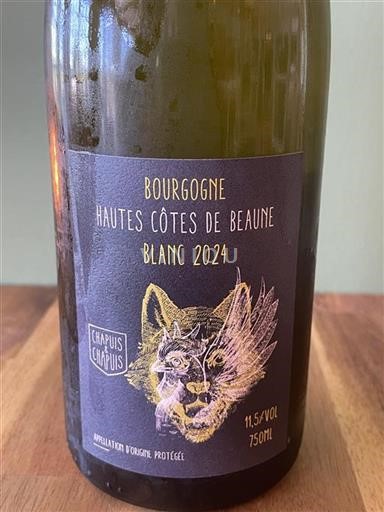 BOURGOGNE
HAUTES CÔTES DE BEAUNE
BLANC 2024
CHAPUIS
&
CHAPUIS
11,5%VOL
750ML
APPELLATION D'ORIGINE PROTÉGÉE